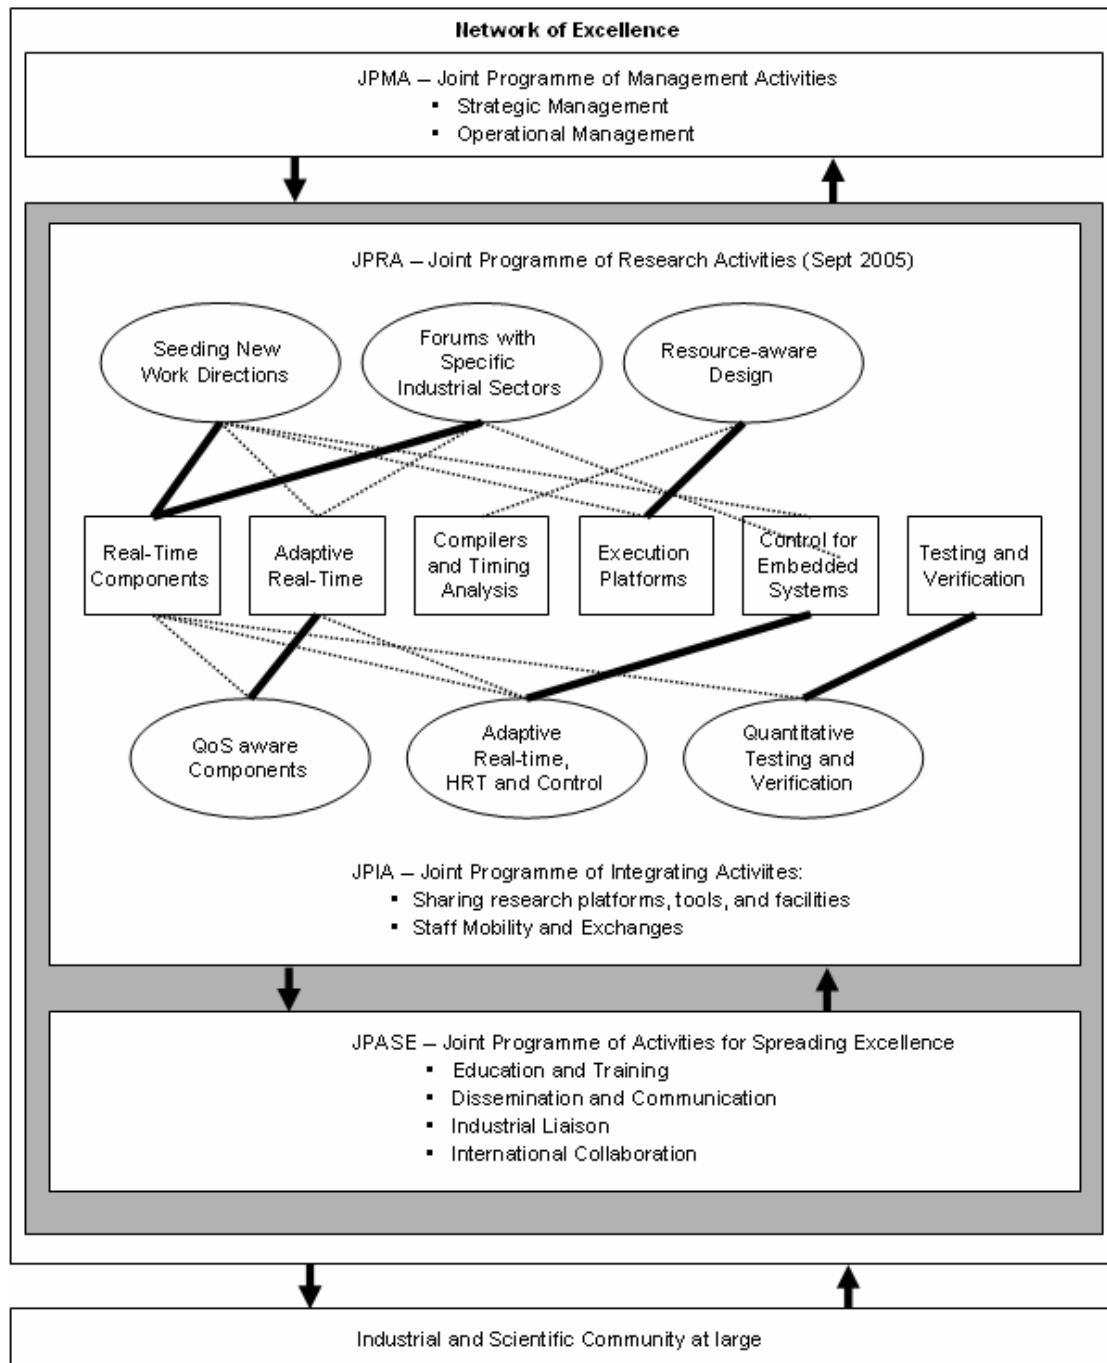 Network of Excellence
JPMA – Joint Programme of Management Activities
▪ Strategic Management
▪ Operational Management
JPRA – Joint Programme of Research Activities (Sept 2005)
Seeding New
Work Directions
Forums with
Specific
Industrial Sectors
Resource-aware
Design
Real-Time
Components
Adaptive
Real-Time
Compilers
and Timing
Analysis
Execution
Platforms
Control for
Embedded
Systems
Testing and
Verification
QoS aware
Components
Adaptive
Real-time,
HRT and Control
Quantitative
Testing and
Verification
JPIA – Joint Programme of Integrating Activiites:
▪ Sharing research platforms, tools, and facilities
▪ Staff Mobility and Exchanges
JPASE – Joint Programme of Activities for Spreading Excellence
▪ Education and Training
▪ Dissemination and Communication
▪ Industrial Liaison
▪ International Collaboration
Industrial and Scientific Community at large